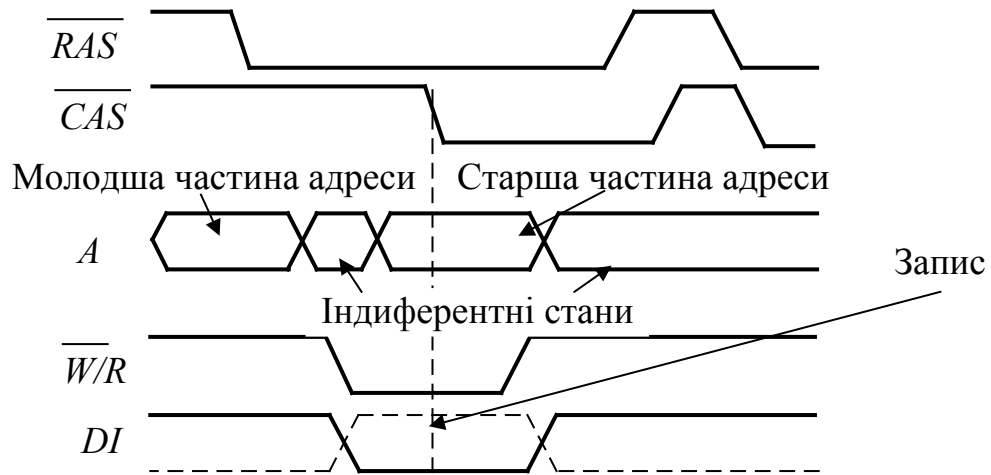 RAS
CAS
Молодша частина адреси
Старша частина адреси
A
Запис
Індиферентні стани
W/R
DI